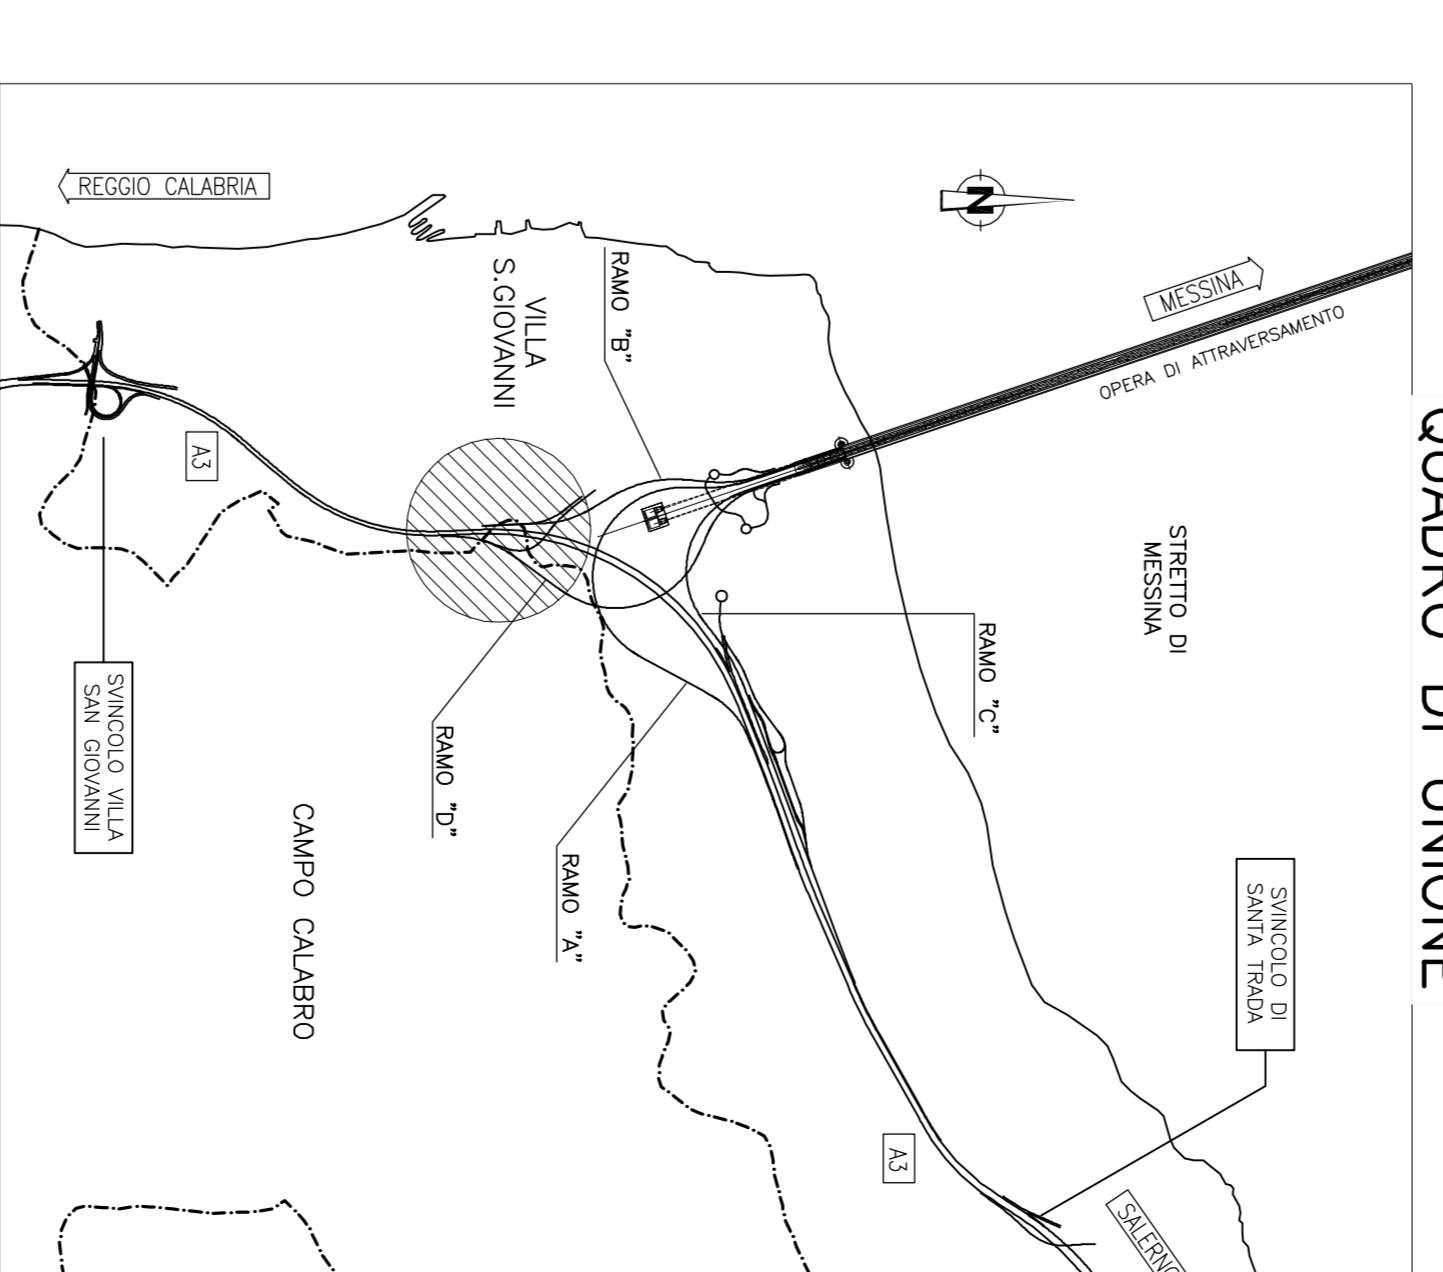 QUADRO DI UNIONE
REGGIO CALABRIA
N
MESSINA
OPERA DI ATTRAVERSAMENTO
STRETTO DI
MESSINA
VILLA
S.GIOVANNI
RAMO "B"
A3
RAMO "C"
RAMO "D"
RAMO "A"
SVINCOLO VILLA
SAN GIOVANNI
CAMPO CALABRO
SVINCOLO DI
SANTA TRADA
A3
SALERNO